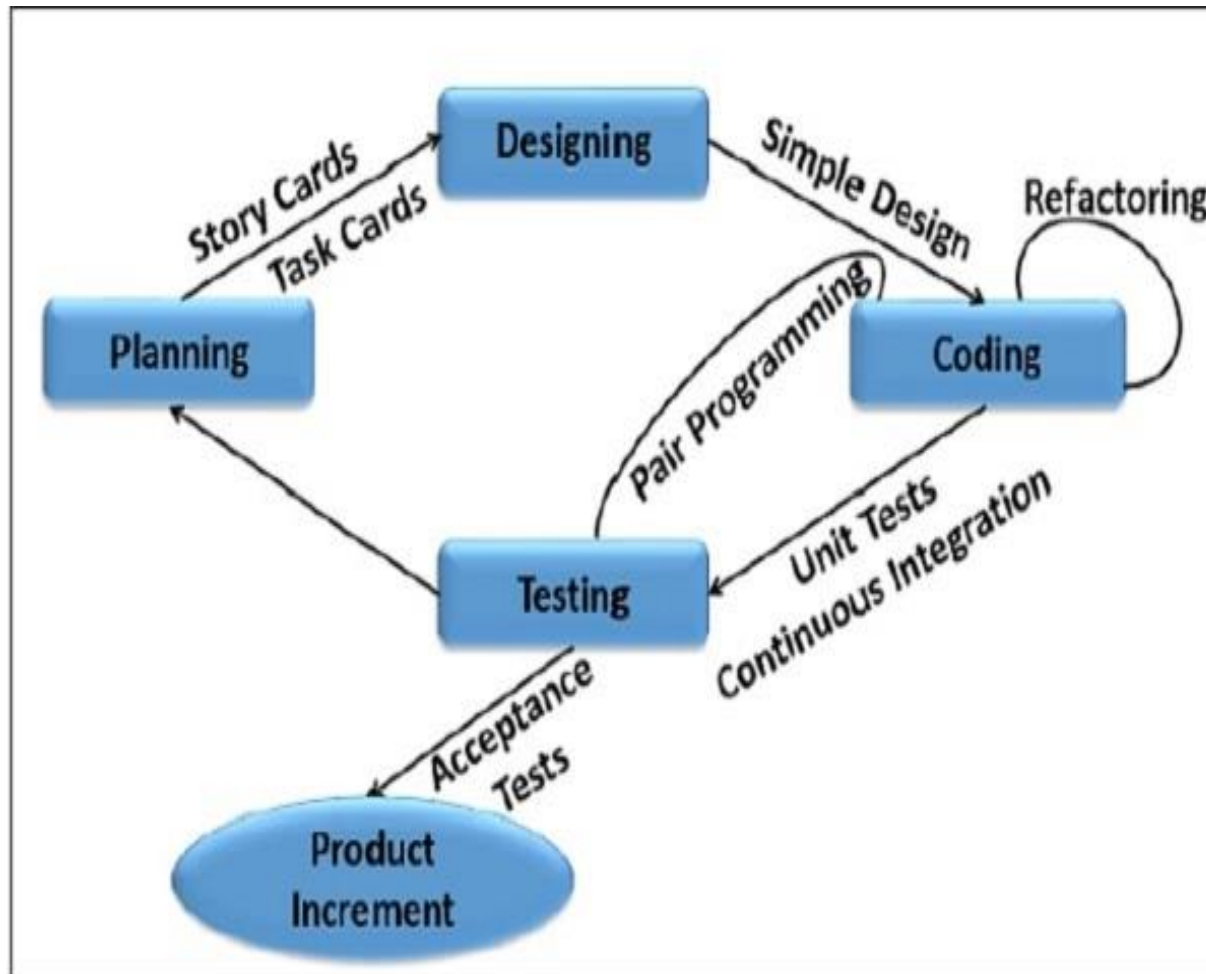 Designing
Story Cards
Task Cards
Simple Design
Refactoring
Planning
Pair Programming
Coding
Testing
Unit Tests
Continuous Integration
Acceptance
Tests
Product
Increment